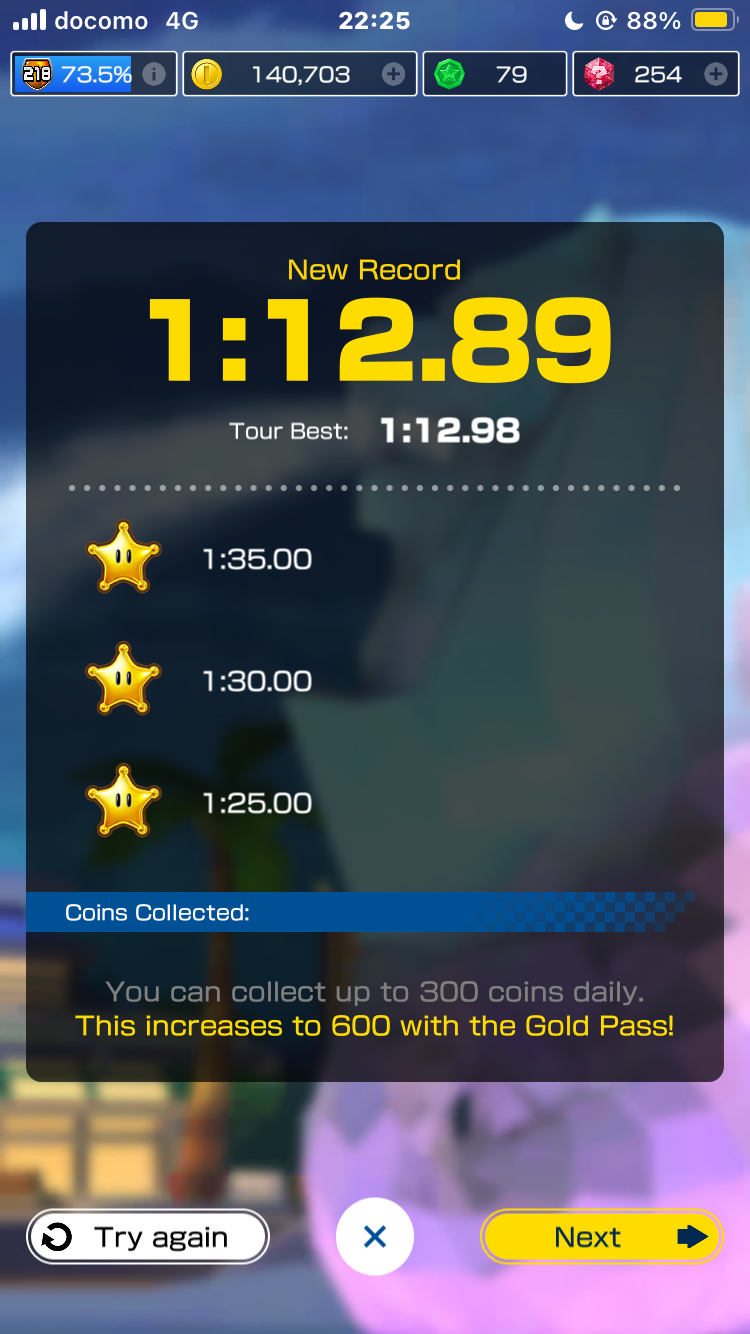 docomo 4G 22:25 88%
218 73.5% i 140,703 + 79 ? 254 +
New Record
1:12.89
Tour Best: 1:12.98
1:35.00
1:30.00
1:25.00
Coins Collected:
You can collect up to 300 coins daily.
This increases to 600 with the Gold Pass!
Try again × Next